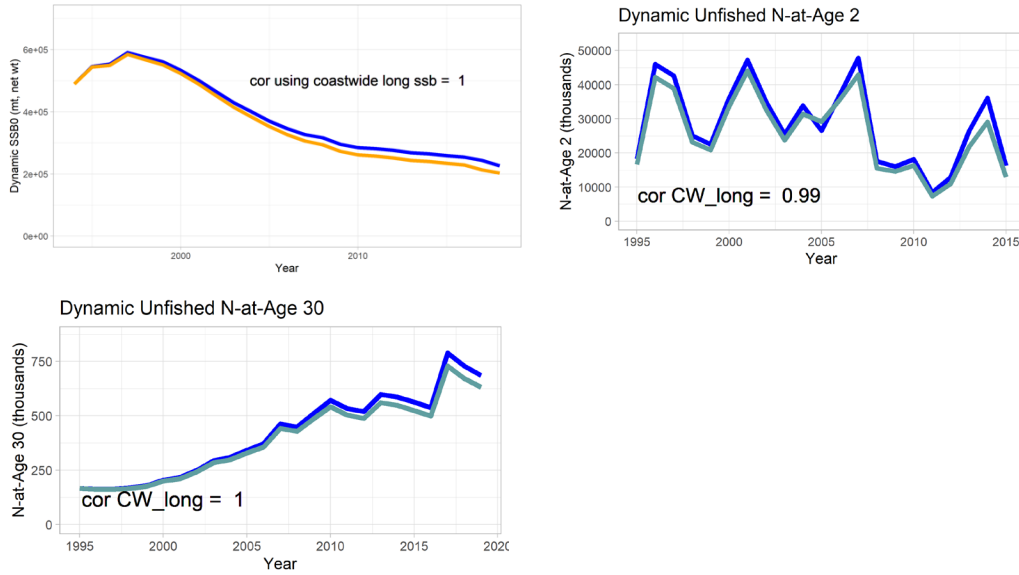 Dynamic SSB0 (mt, net wt)
6e+05
4e+05
2e+05
0e+00
cor using coastwide long ssb = 1
2000
2010
Year
Dynamic Unfished N-at-Age 2
N-at-Age 2 (thousands)
50000
40000
30000
20000
10000
0
cor CW_long = 0.99
1995
2000
2005
2010
2015
Year
Dynamic Unfished N-at-Age 30
N-at-Age 30 (thousands)
750
500
250
0
cor CW_long = 1
1995
2000
2005
2010
2015
2020
Year